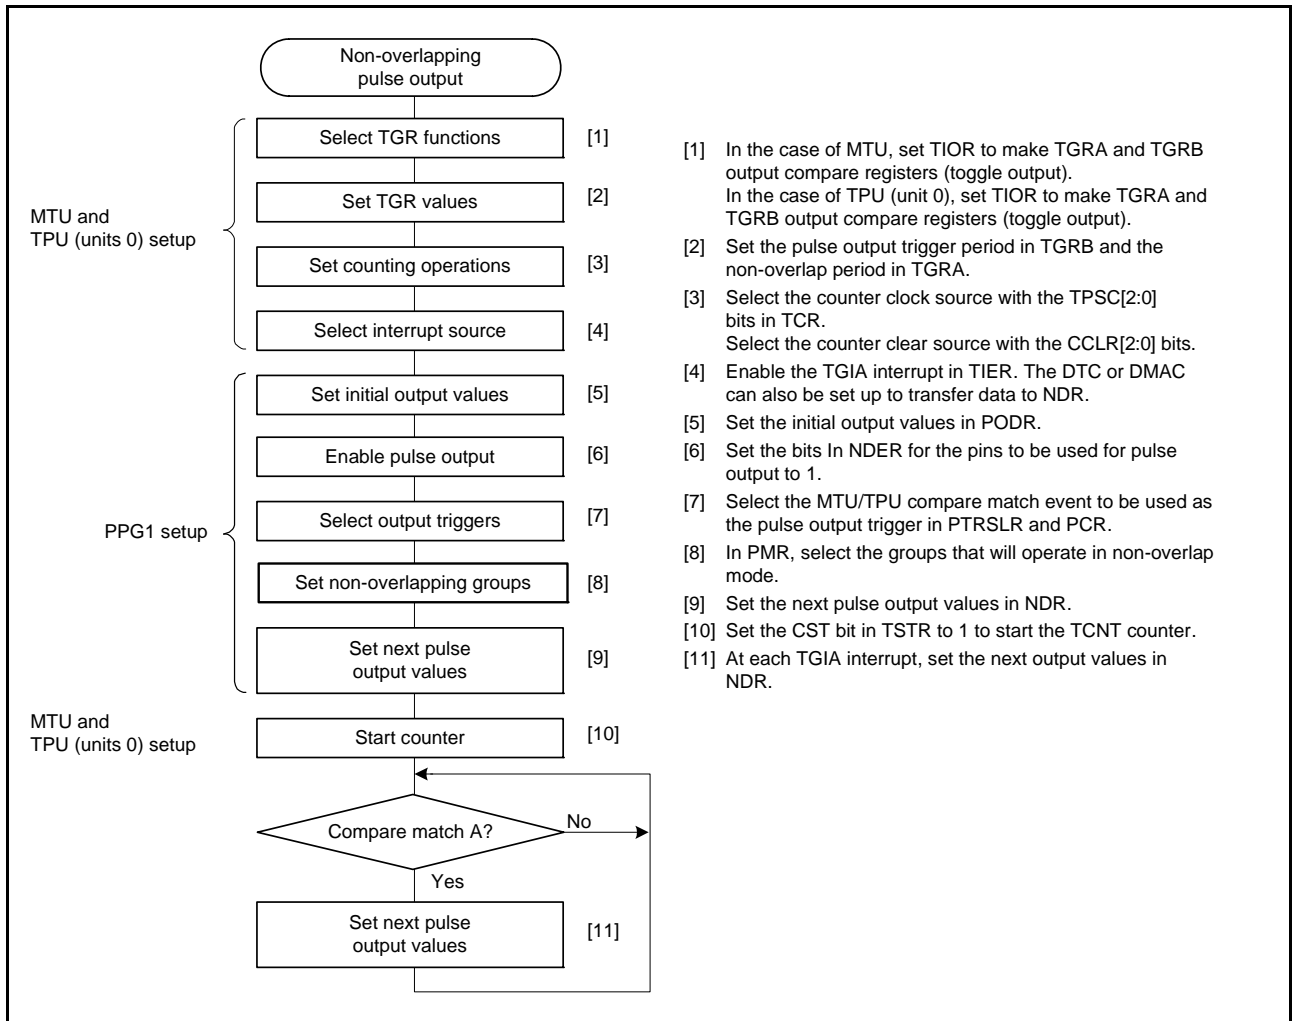 Non-overlapping
pulse output
MTU and
TPU (units 0) setup
Select TGR functions [1]
Set TGR values [2]
Set counting operations [3]
Select interrupt source [4]
PPG1 setup
Set initial output values [5]
Enable pulse output [6]
Select output triggers [7]
Set non-overlapping groups [8]
Set next pulse
output values [9]
MTU and
TPU (units 0) setup
Start counter [10]
Compare match A?
No
Yes
Set next pulse
output values [11]
[1] In the case of MTU, set TIOR to make TGRA and TGRB
output compare registers (toggle output).
In the case of TPU (unit 0), set TIOR to make TGRA and
TGRB output compare registers (toggle output).
[2] Set the pulse output trigger period in TGRB and the
non-overlap period in TGRA.
[3] Select the counter clock source with the TPSC[2:0]
bits in TCR.
Select the counter clear source with the CCLR[2:0] bits.
[4] Enable the TGIA interrupt in TIER. The DTC or DMAC
can also be set up to transfer data to NDR.
[5] Set the initial output values in PODR.
[6] Set the bits In NDER for the pins to be used for pulse
output to 1.
[7] Select the MTU/TPU compare match event to be used as
the pulse output trigger in PTRSLR and PCR.
[8] In PMR, select the groups that will operate in non-overlap
mode.
[9] Set the next pulse output values in NDR.
[10] Set the CST bit in TSTR to 1 to start the TCNT counter.
[11] At each TGIA interrupt, set the next output values in
NDR.